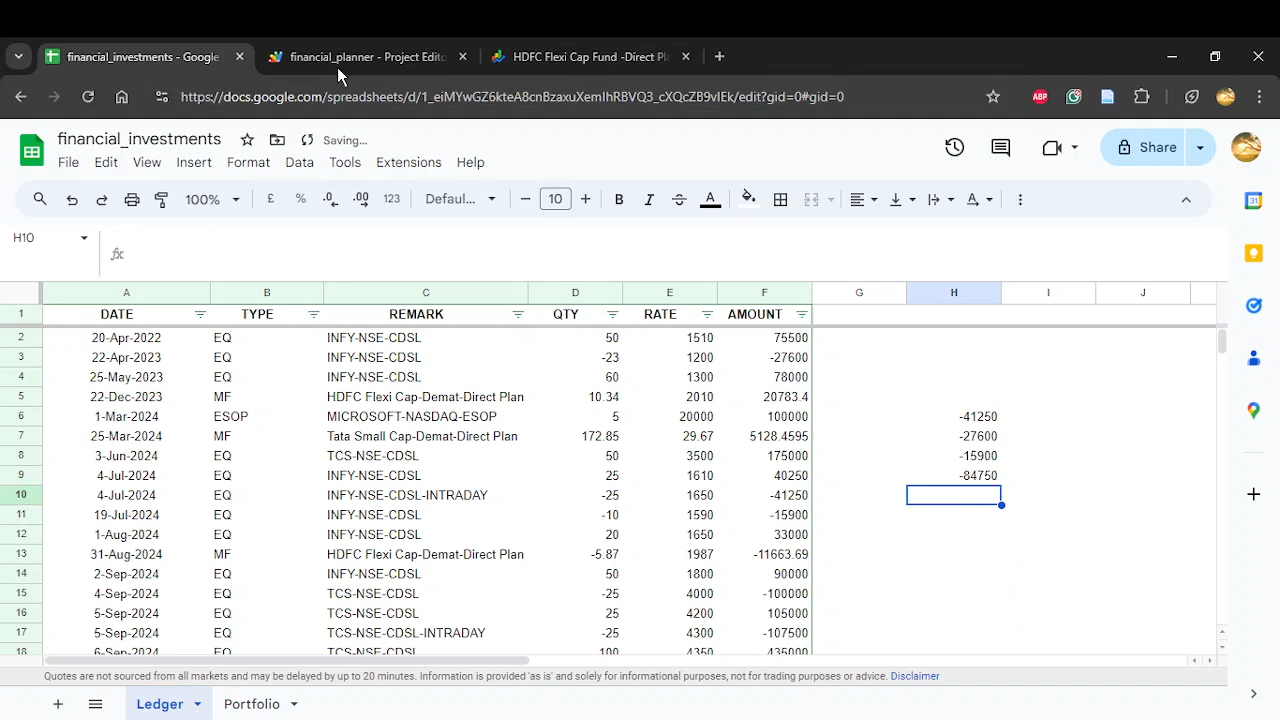 financial_investments - Google
financial_planner - Project Edito
HDFC Flexi Cap Fund -Direct Pl
https://docs.google.com/spreadsheets/d/1_eiMYwGZ6kteA8cnBzaxuXemIhRBVQ3_cXQcZB9vIEk/edit?gid=0#gid=0
ABP
financial_investments Saving...
File Edit View Insert Format Data Tools Extensions Help
Share
100% £ % .0 .00 123 Defaul... - 10 + B I S A A
31
H10
fx
A B C D E F G H I J
1 DATE TYPE REMARK QTY RATE AMOUNT
2 20-Apr-2022 EQ INFY-NSE-CDSL 50 1510 75500
3 22-Apr-2023 EQ INFY-NSE-CDSL -23 1200 -27600
4 25-May-2023 EQ INFY-NSE-CDSL 60 1300 78000
5 22-Dec-2023 MF HDFC Flexi Cap-Demat-Direct Plan 10.34 2010 20783.4
6 1-Mar-2024 ESOP MICROSOFT-NASDAQ-ESOP 5 20000 100000 -41250
7 25-Mar-2024 MF Tata Small Cap-Demat-Direct Plan 172.85 29.67 5128.4595 -27600
8 3-Jun-2024 EQ TCS-NSE-CDSL 50 3500 175000 -15900
9 4-Jul-2024 EQ INFY-NSE-CDSL 25 1610 40250 -84750
10 4-Jul-2024 EQ INFY-NSE-CDSL-INTRADAY -25 1650 -41250
11 19-Jul-2024 EQ INFY-NSE-CDSL -10 1590 -15900
12 1-Aug-2024 EQ INFY-NSE-CDSL 20 1650 33000
13 31-Aug-2024 MF HDFC Flexi Cap-Demat-Direct Plan -5.87 1987 -11663.69
14 2-Sep-2024 EQ INFY-NSE-CDSL 50 1800 90000
15 4-Sep-2024 EQ TCS-NSE-CDSL -25 4000 -100000
16 5-Sep-2024 EQ TCS-NSE-CDSL 25 4200 105000
17 5-Sep-2024 EQ TCS-NSE-CDSL-INTRADAY -25 4300 -107500
18 6-Sep-2024 EQ TCS-NSE-CDSL 100 4350 435000
Quotes are not sourced from all markets and may be delayed by up to 20 minutes. Information is provided 'as is' and solely for informational purposes, not for trading purposes or advice. Disclaimer
Ledger Portfolio